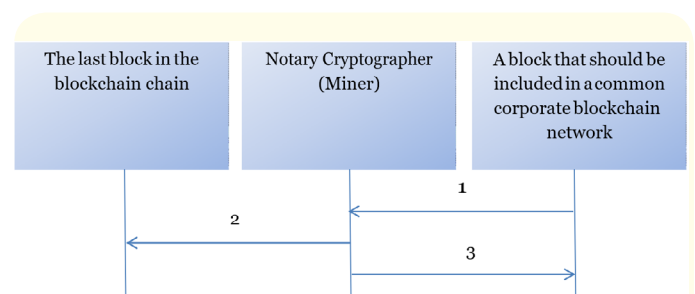 The last block in the
blockchain chain
Notary Cryptographer
(Miner)
A block that should be
included in a common
corporate blockchain
network
1
2
3